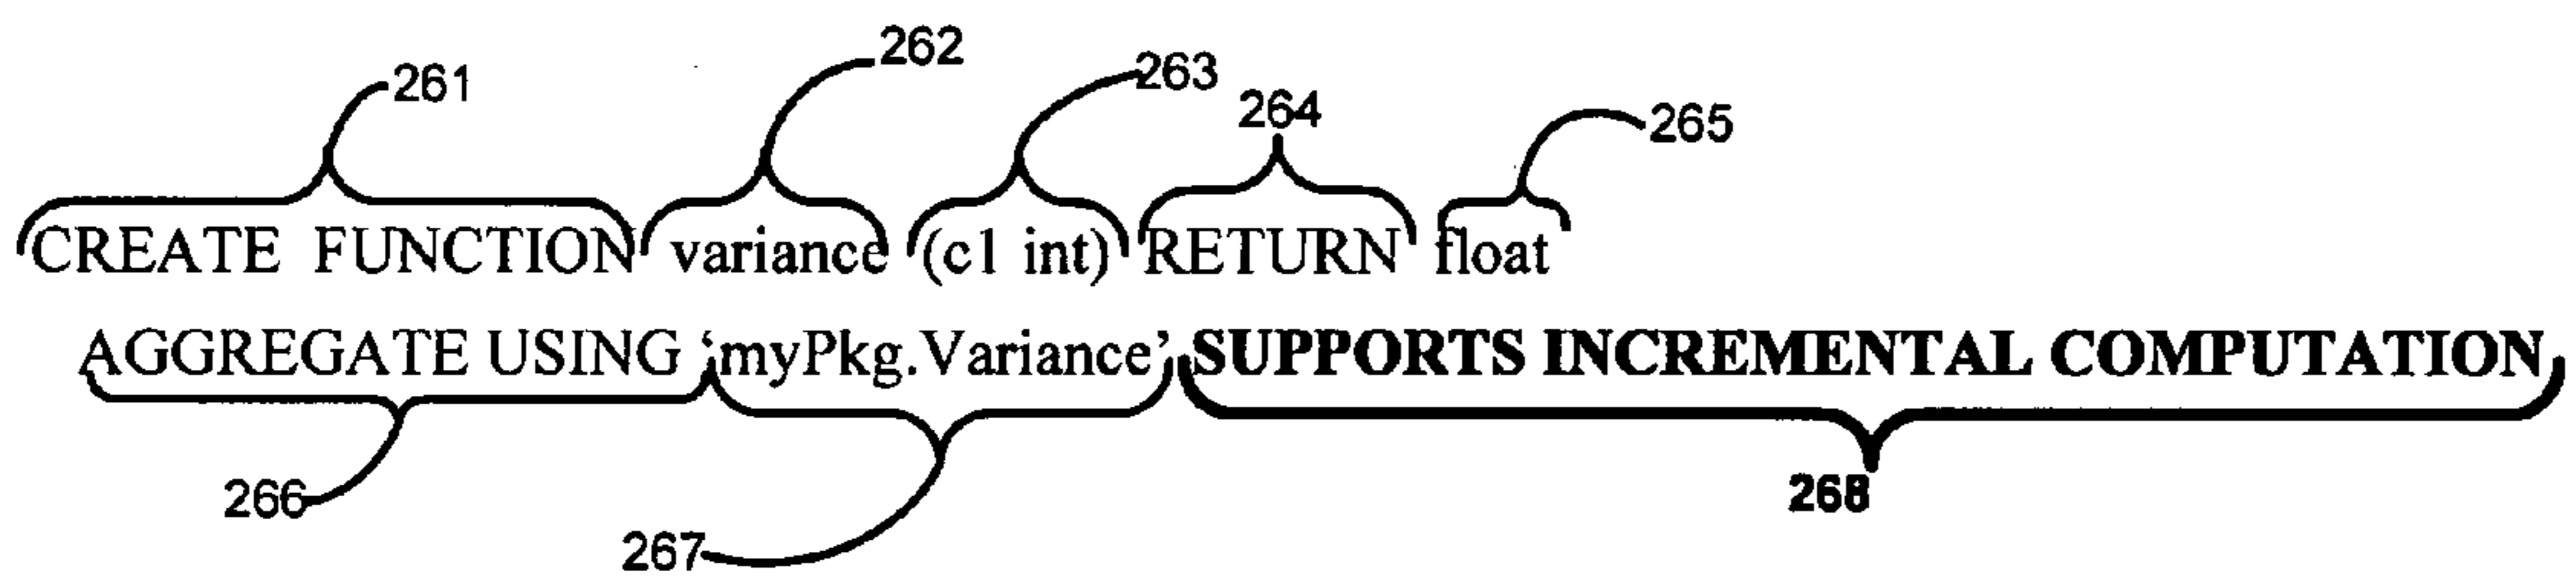 261 262 263 264 265
CREATE FUNCTION variance (c1 int) RETURN float
AGGREGATE USING ‘myPkg.Variance’ SUPPORTS INCREMENTAL COMPUTATION
266 267 268